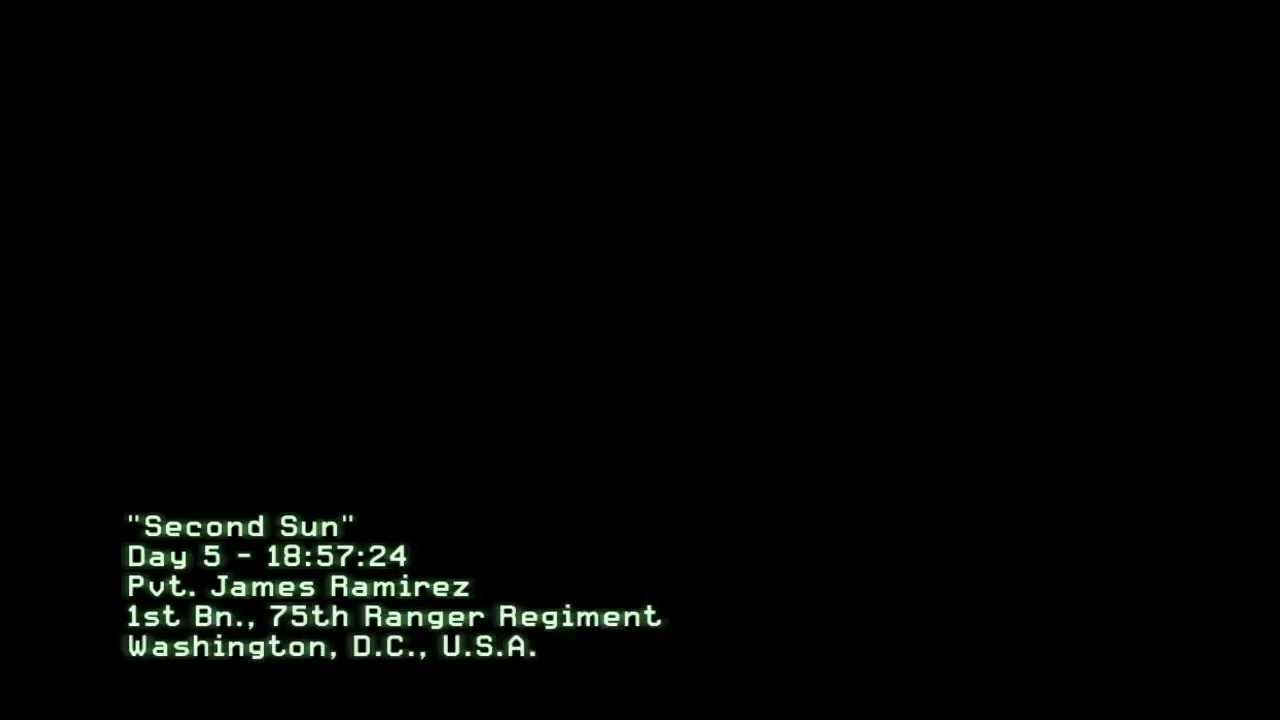 "Second Sun"
Day 5 - 18:57:24
Pvt. James Ramirez
1st Bn., 75th Ranger Regiment
Washington, D.C., U.S.A.